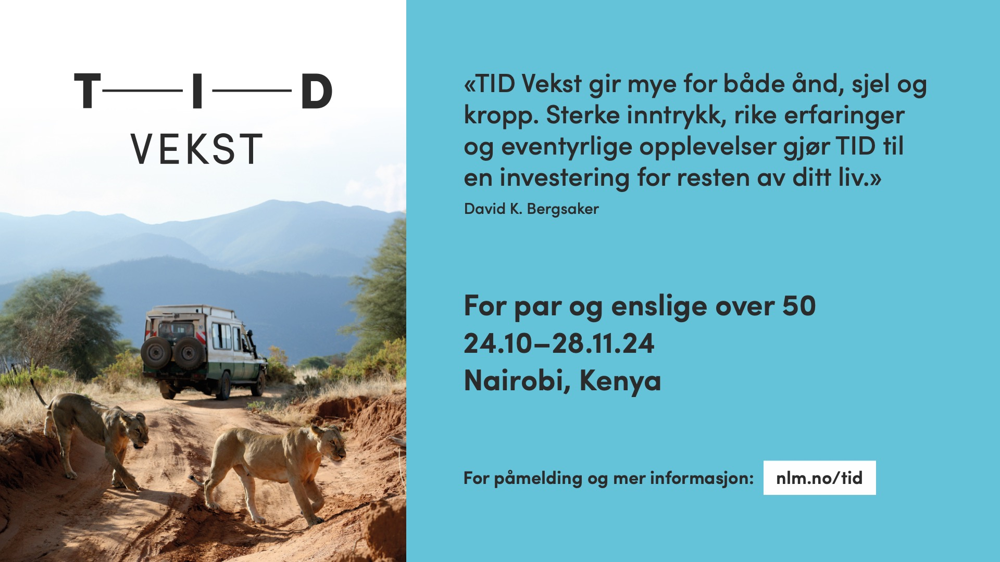 T—I—D
VEKST
«TID Vekst gir mye for både ånd, sjel og
kropp. Sterke inntrykk, rike erfaringer
og eventyrlige opplevelser gjør TID til
en investering for resten av ditt liv.»
David K. Bergsaker
For par og enslige over 50
24.10–28.11.24
Nairobi, Kenya
For påmelding og mer informasjon: nlm.no/tid